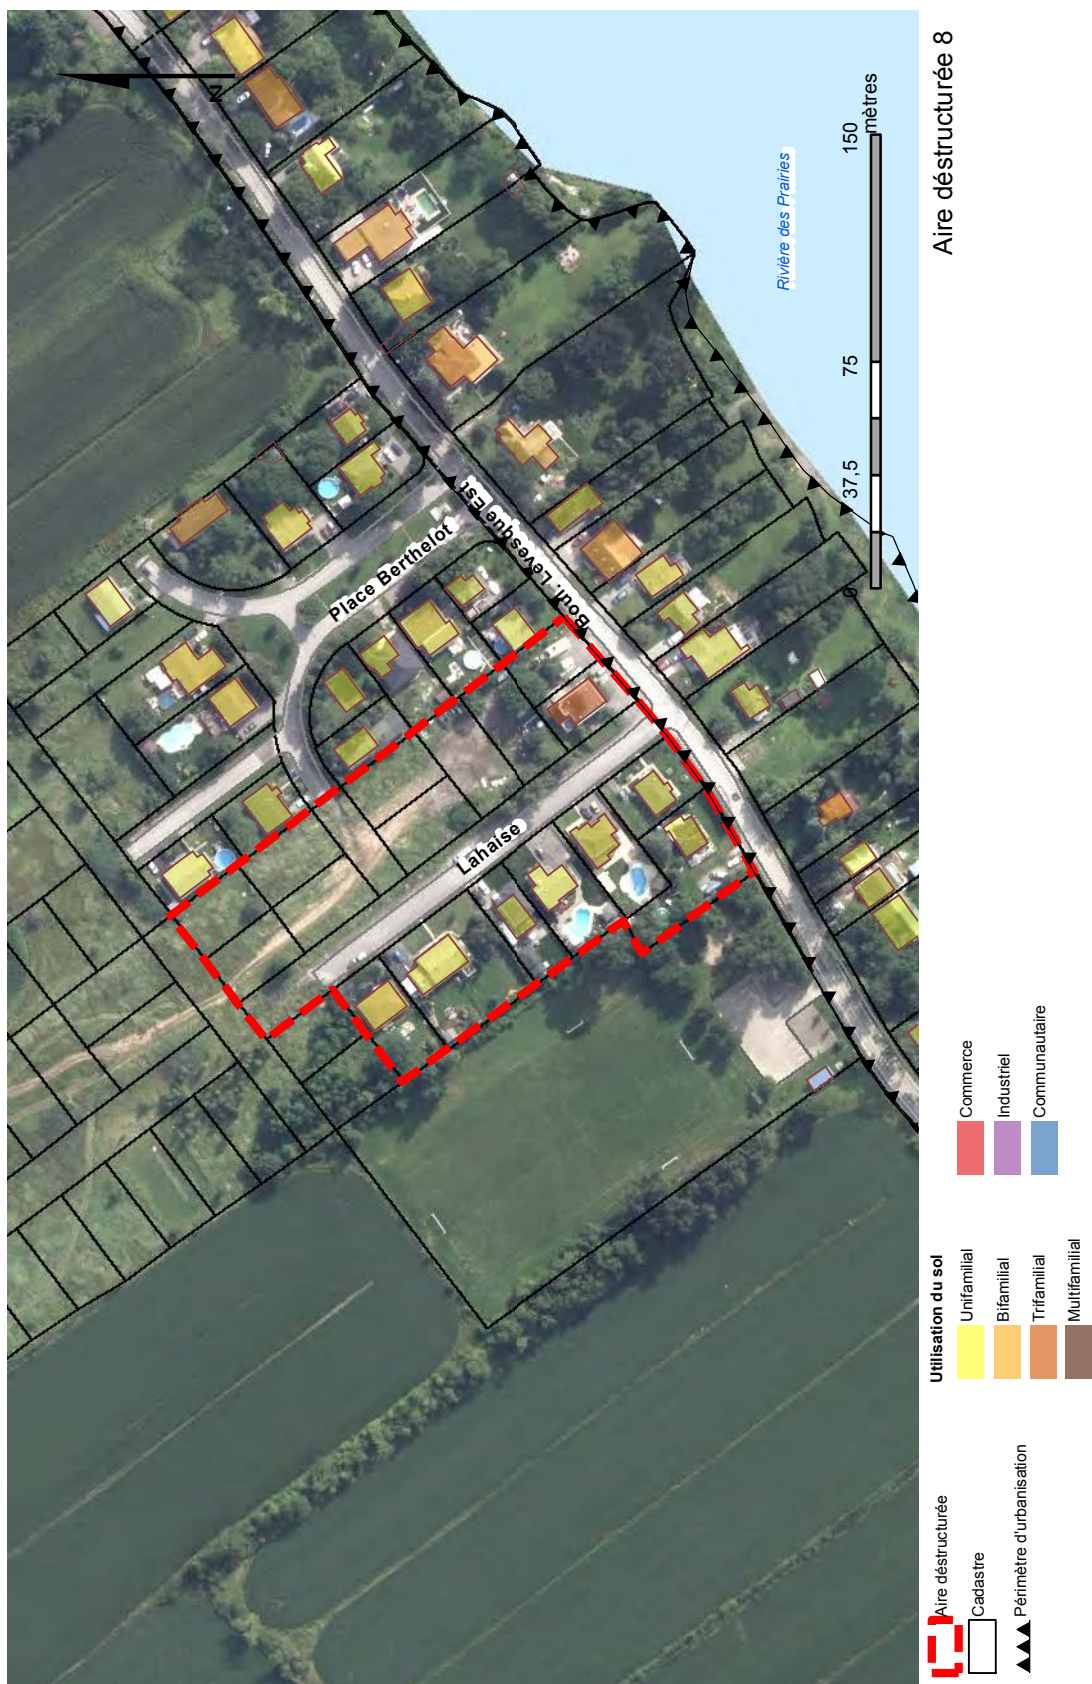 N
Rivière des Prairies
Place Berthelot
Boul. Lévesque Est
Lahaise
0
37,5
75
150
mètres
Aire déstructurée 8
Aire déstructurée
Cadastre
Périmètre d'urbanisation
Utilisation du sol
Unifamilial
Bifamilial
Trifamilial
Multifamilial
Commerce
Industriel
Communautaire